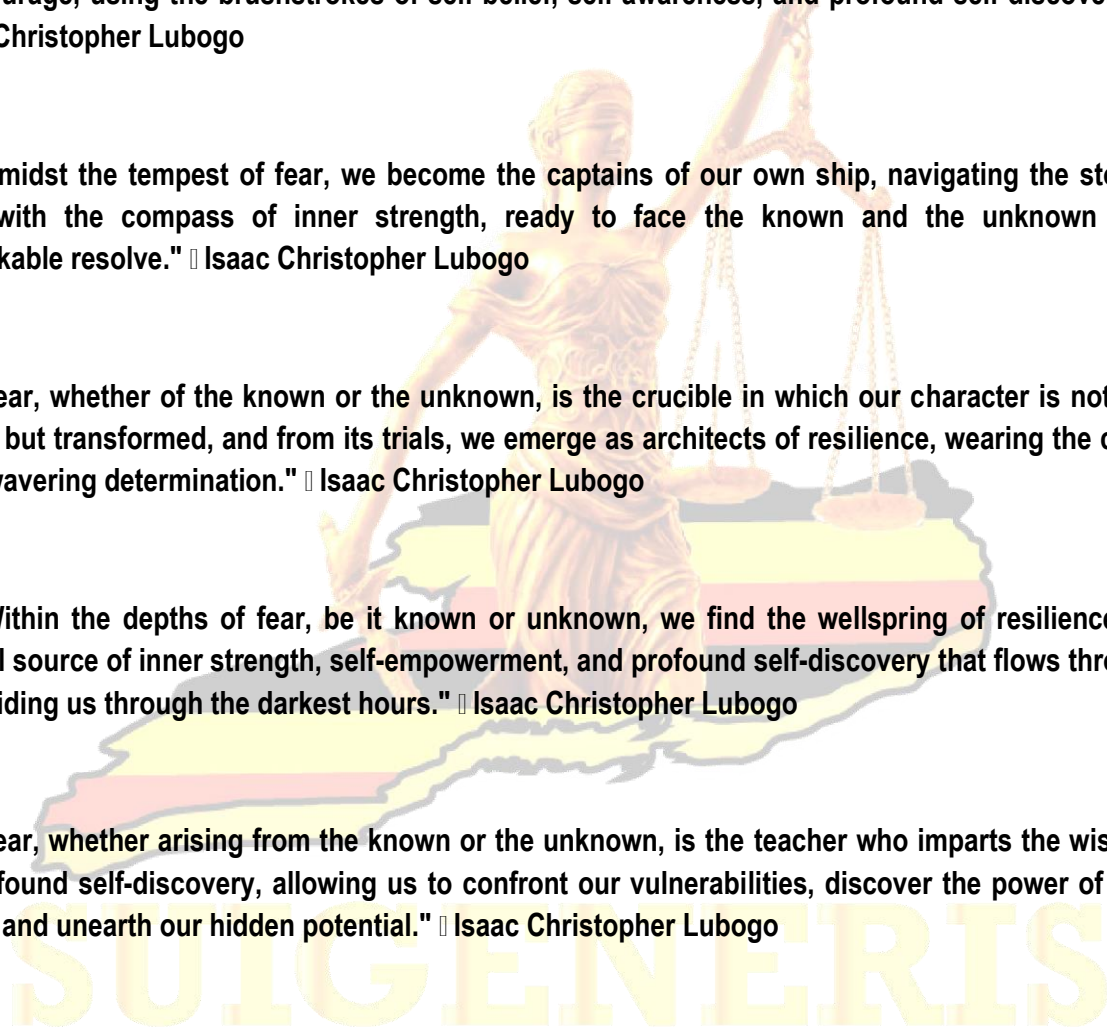 using the brushstrokes of self-belief, self-awareness, and profound self-discove
Christopher Lubogo
midst the tempest of fear, we become the captains of our own ship, navigating the st
with the compass of inner strength, ready to face the known and the unknown
kable resolve." Isaac Christopher Lubogo
ear, whether of the known or the unknown, is the crucible in which our character is not
but transformed, and from its trials, we emerge as architects of resilience, wearing the
wavering determination." Isaac Christopher Lubogo
Within the depths of fear, be it known or unknown, we find the wellspring of resilience
source of inner strength, self-empowerment, and profound self-discovery that flows thr
iding us through the darkest hours." Isaac Christopher Lubogo
ear, whether arising from the known or the unknown, is the teacher who imparts the wis
found self-discovery, allowing us to confront our vulnerabilities, discover the power of
and unearth our hidden potential." Isaac Christopher Lubogo
SUIGENERIS